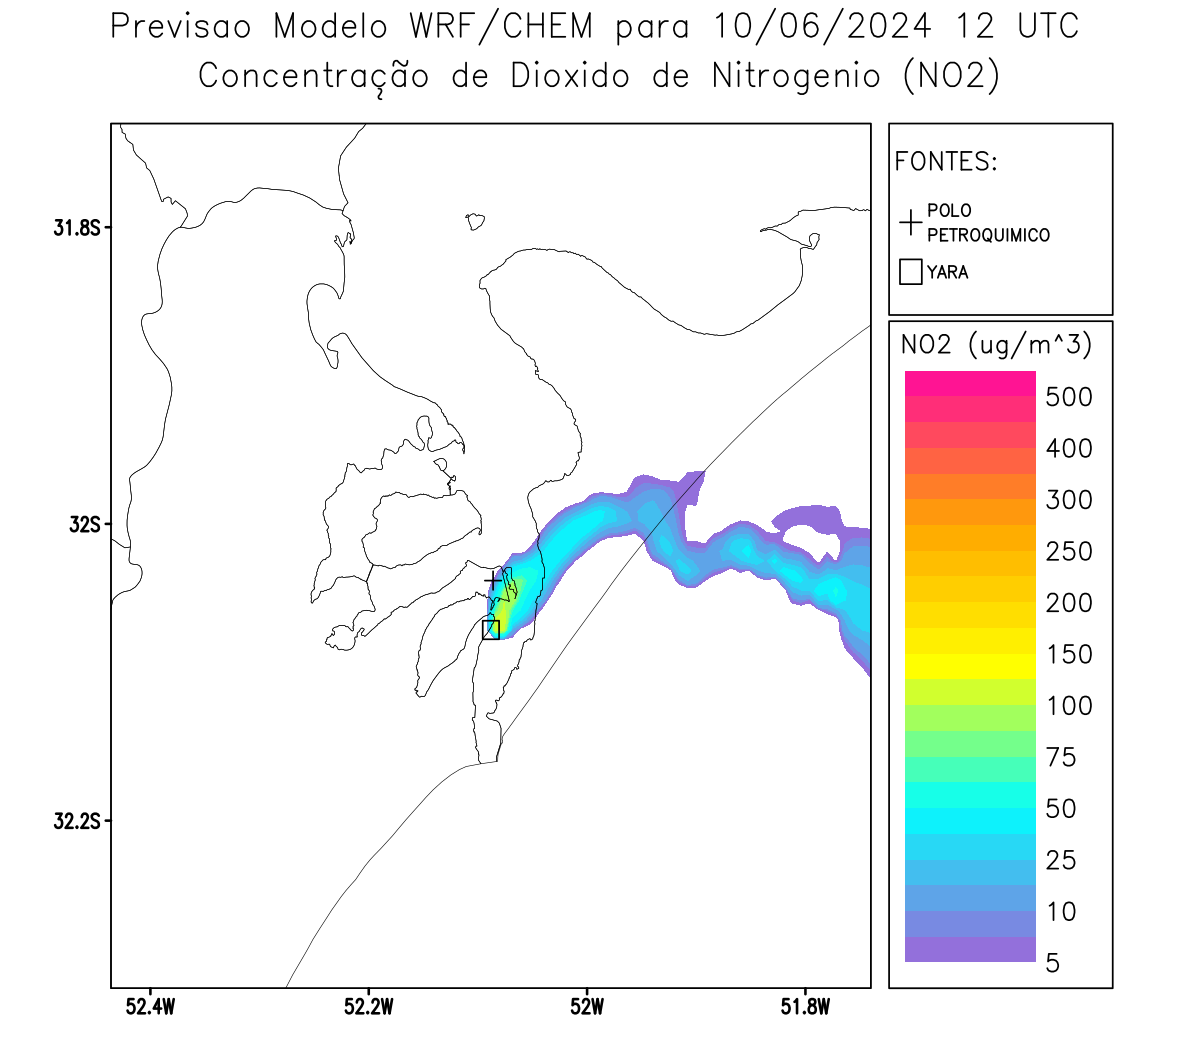 Previsao Modelo WRF/CHEM para 10/06/2024 12 UTC
Concentração de Dioxido de Nitrogenio (NO2)
FONTES:
POLO
PETROQUIMICO
YARA
31.8S
32S
32.2S
52.4W
52.2W
52W
51.8W
NO2 (ug/m^3)
500
400
300
250
200
150
100
75
50
25
10
5